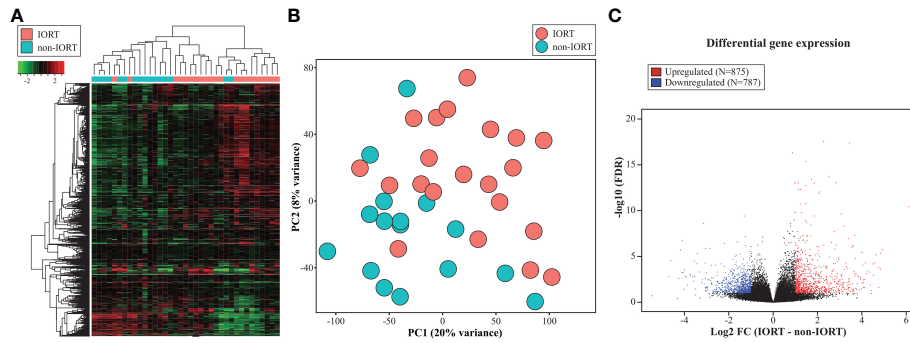 A
IORT
non-IORT
-2 2
B
IORT
non-IORT
80
40
0
-40
PC2 (8% variance)
-100 -50 0 50 100
PC1 (20% variance)
C
Differential gene expression
Upregulated (N=875)
Downregulated (N=787)
20
15
10
5
0
-log10 (FDR)
-4 -2 0 2 4 6
Log2 FC (IORT - non-IORT)